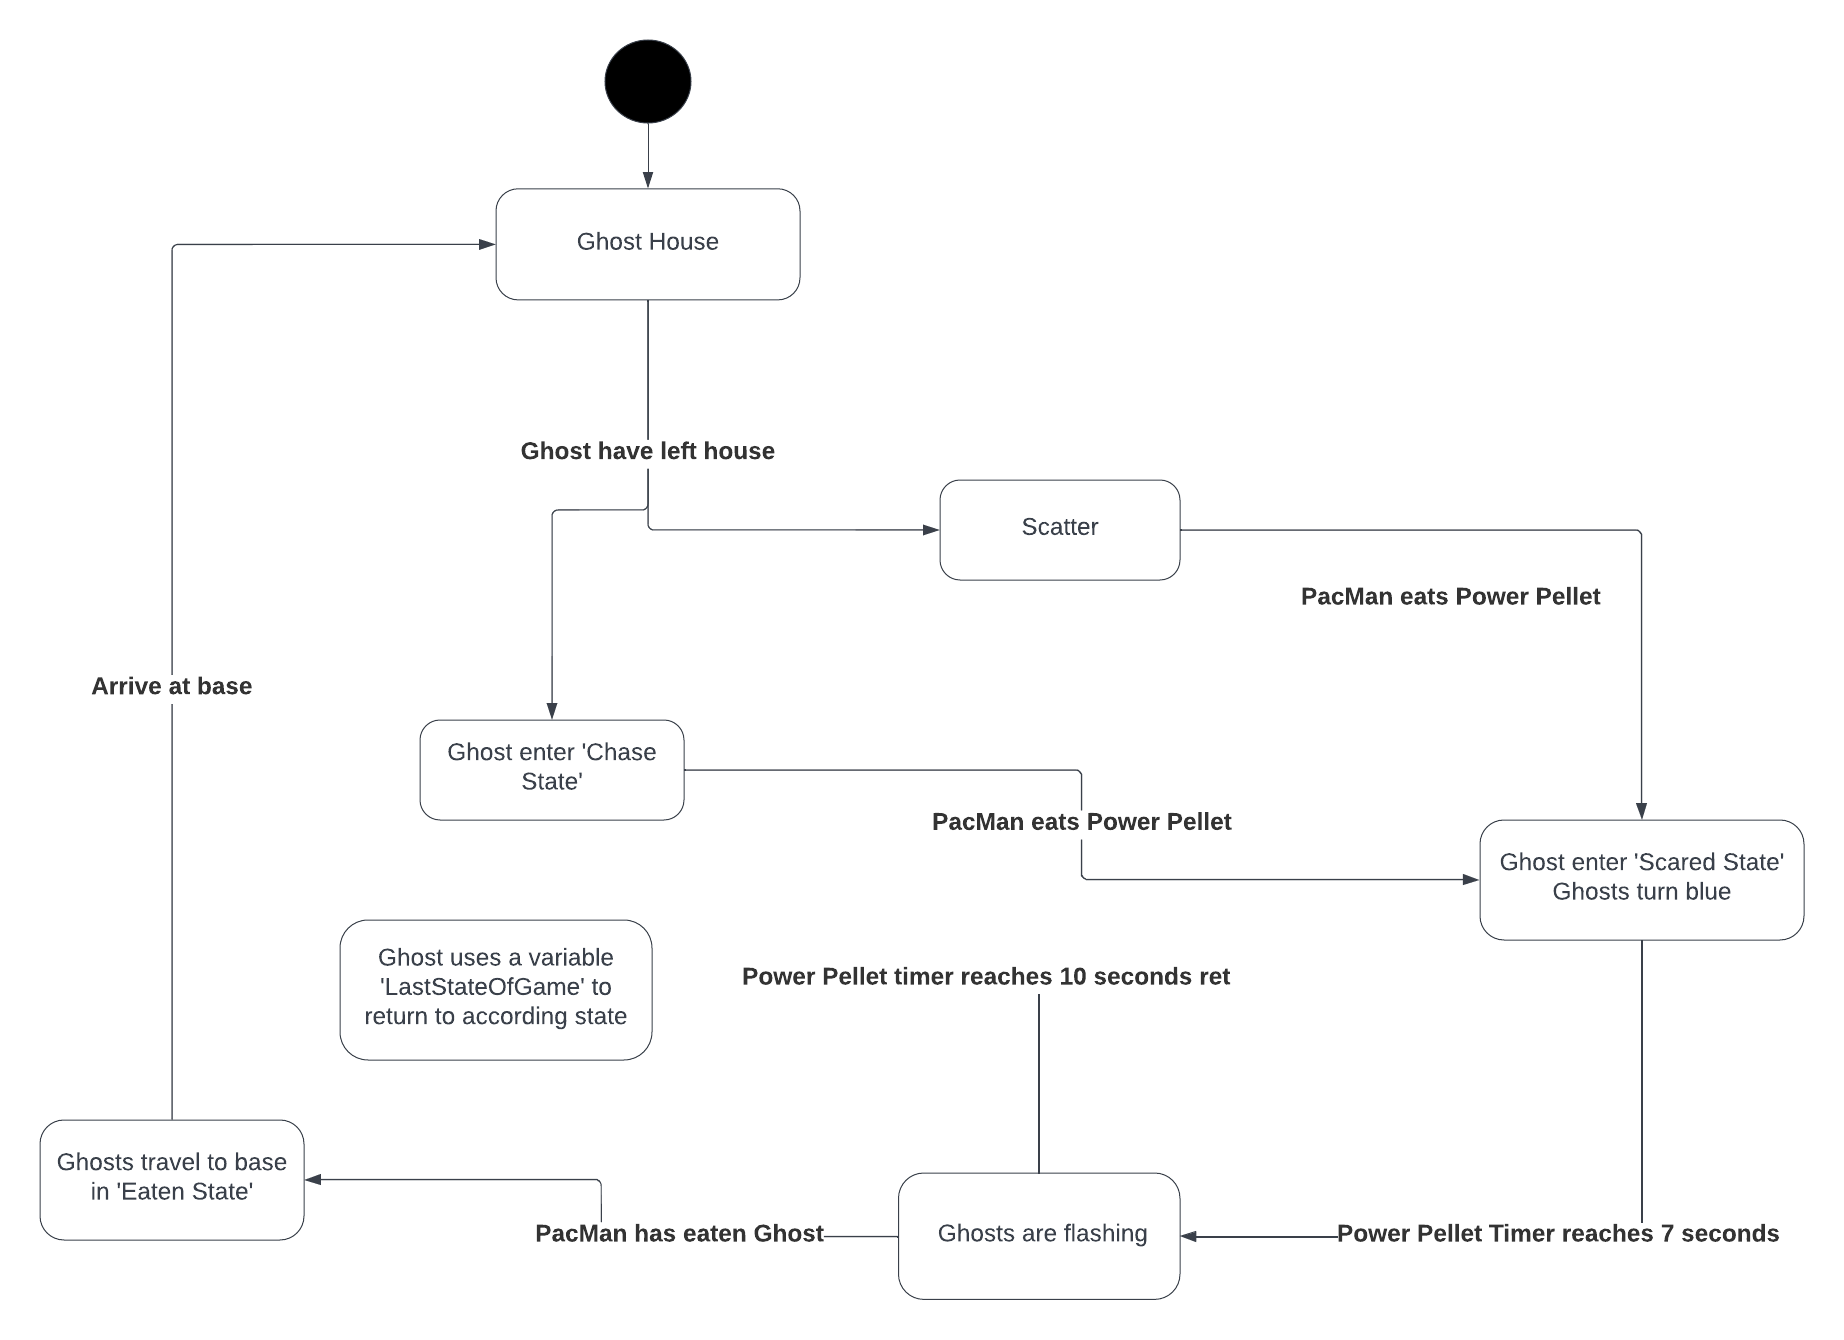 Ghost House
Ghost have left house
Scatter
PacMan eats Power Pellet
Arrive at base
Ghost enter 'Chase
State'
PacMan eats Power Pellet
Ghost enter 'Scared State'
Ghosts turn blue
Ghost uses a variable
'LastStateOfGame' to
return to according state
Power Pellet timer reaches 10 seconds ret
Ghosts travel to base
in 'Eaten State'
PacMan has eaten Ghost
Ghosts are flashing
Power Pellet Timer reaches 7 seconds